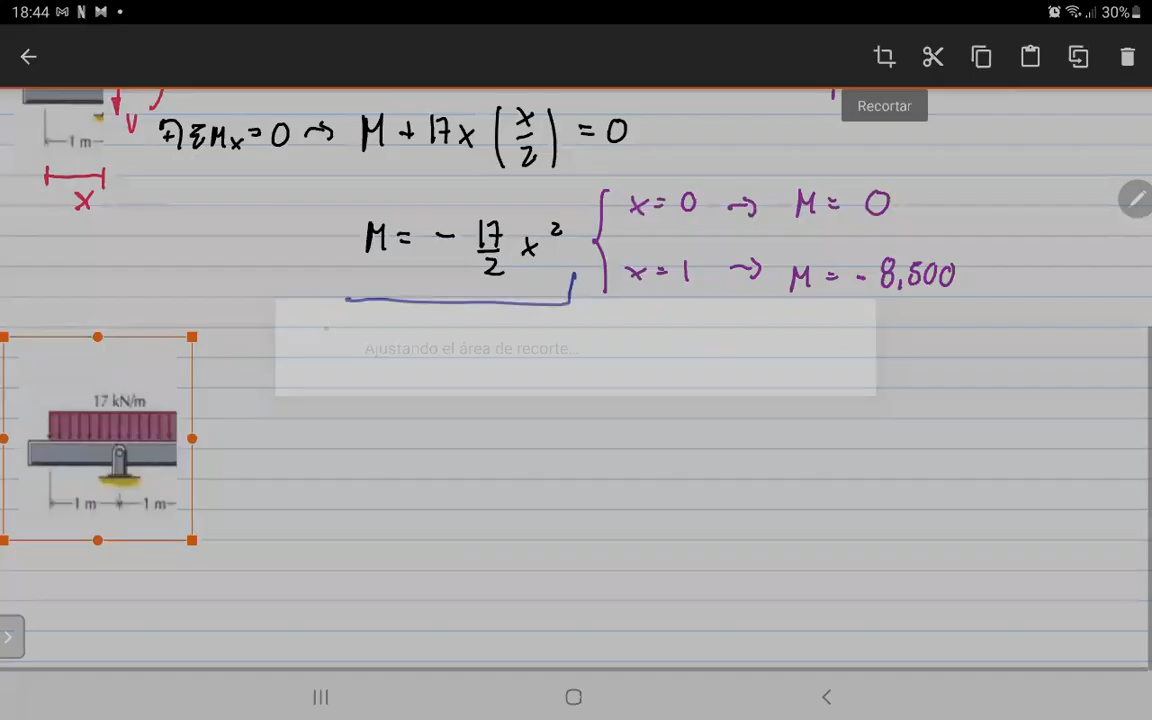 18:44
30%
Recortar
V
1 m
X
+↶ΣMx = 0 → M + 17x (x/2) = 0
M = - 17/2 x²
x = 0 → M = 0
x = 1 → M = - 8,500
Ajustando el área de recorte...
17 kN/m
1 m 1 m